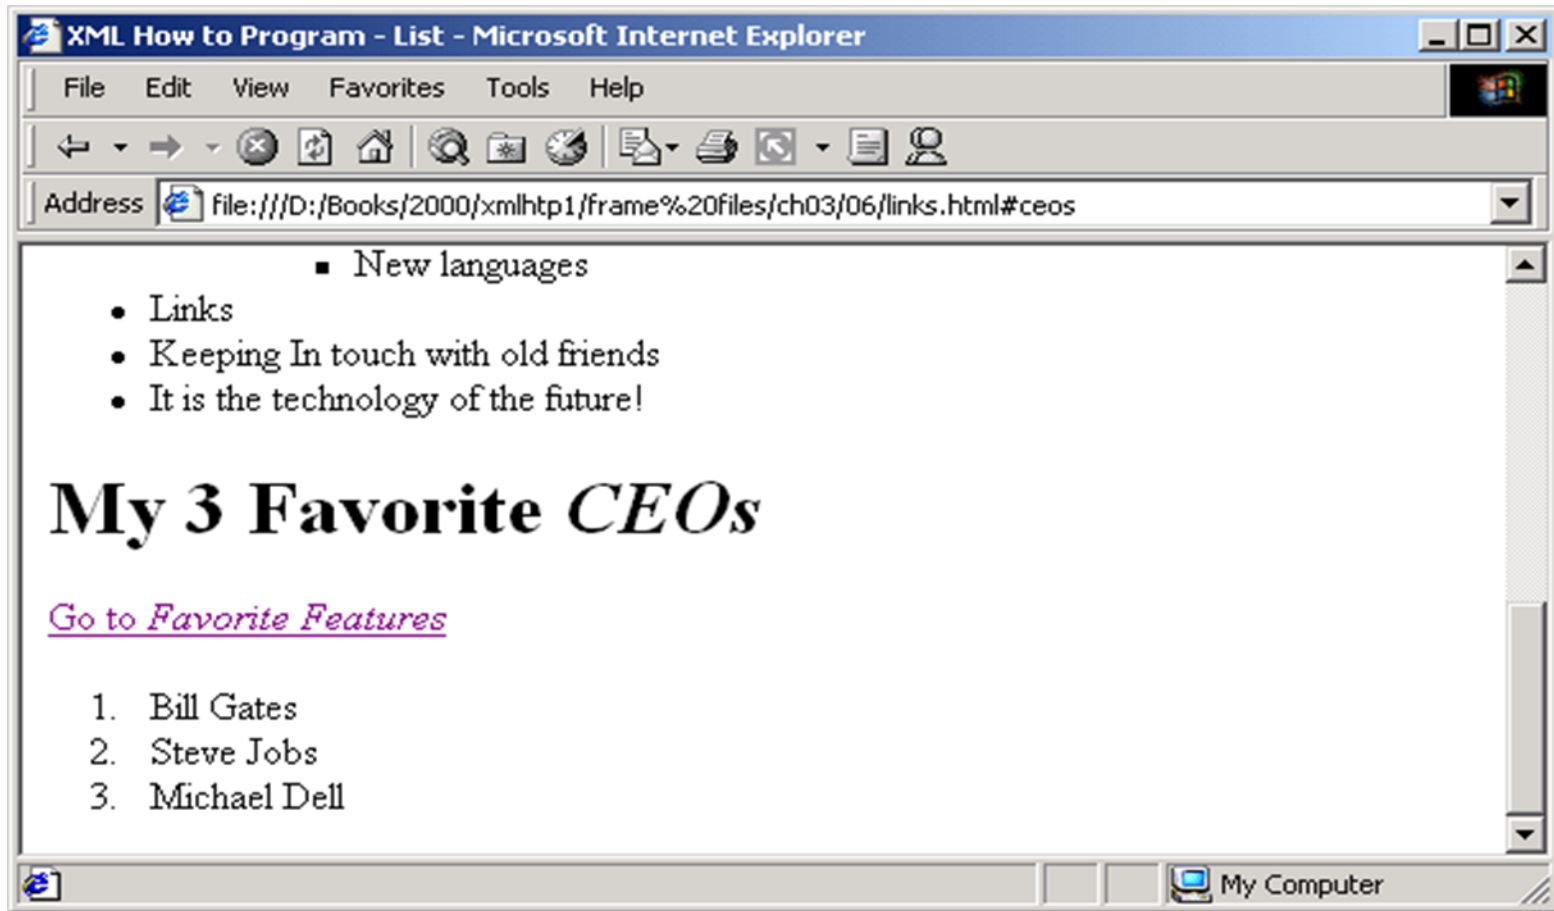 XML How to Program - List - Microsoft Internet Explorer
File Edit View Favorites Tools Help
Address file:///D:/Books/2000/xmlhtp1/frame%20files/ch03/06/links.html#ceos
New languages
Links
Keeping In touch with old friends
It is the technology of the future!
My 3 Favorite CEOs
Go to Favorite Features
1. Bill Gates
2. Steve Jobs
3. Michael Dell
My Computer